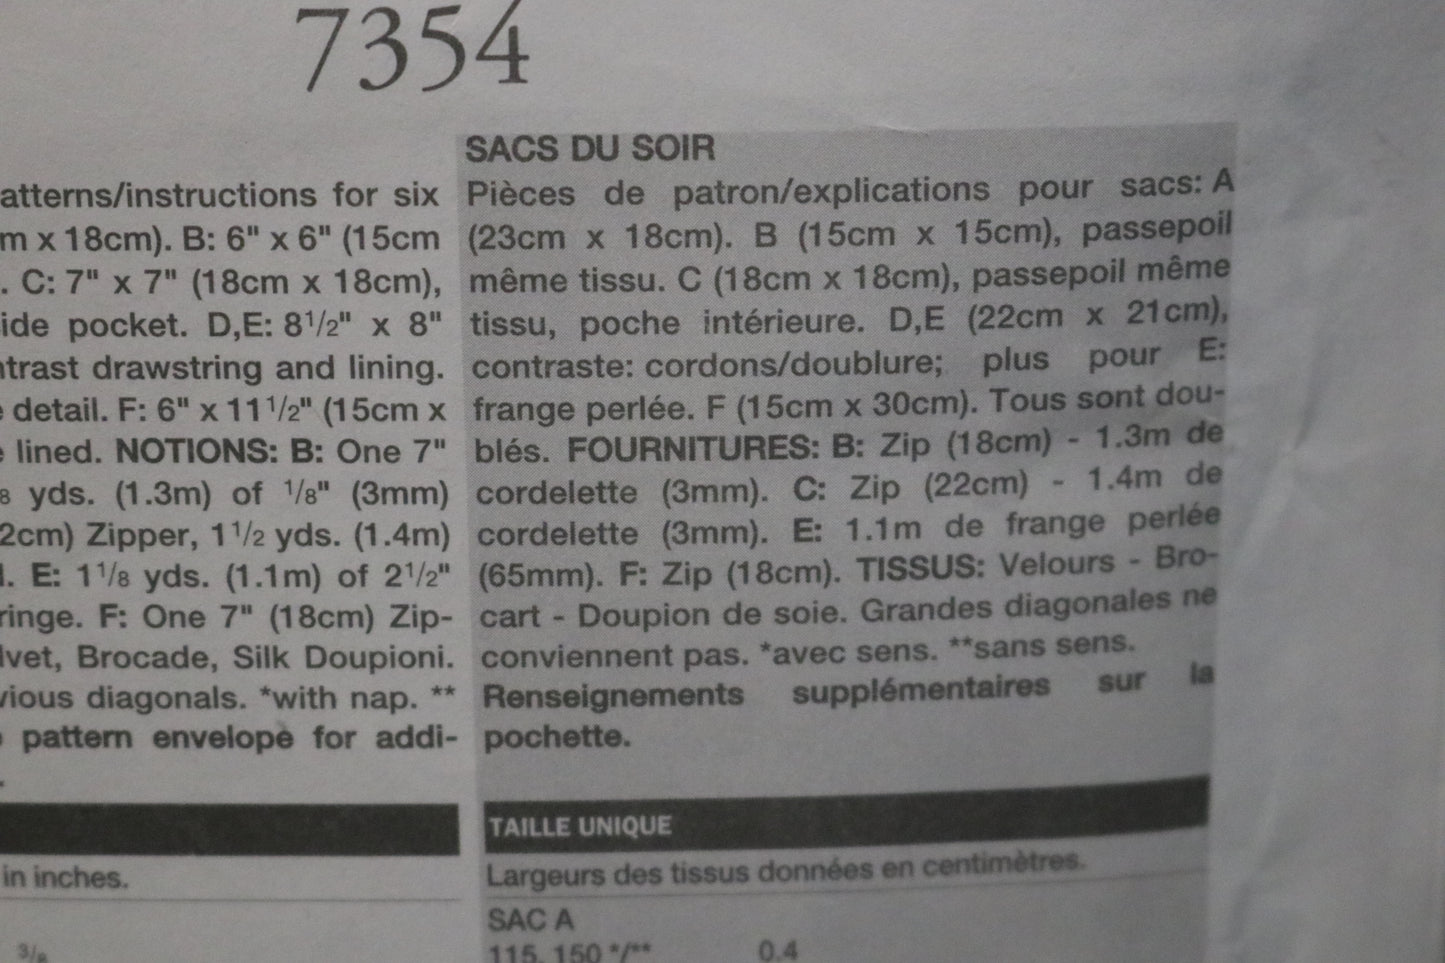 7354
atterns/instructions for six
m x 18cm). B: 6" x 6" (15cm
. C: 7" x 7" (18cm x 18cm),
ide pocket. D,E: 8½" x 8"
ntrast drawstring and lining.
e detail. F: 6" x 11½" (15cm x
e lined. NOTIONS: B: One 7"
8 yds. (1.3m) of ⅛" (3mm)
2cm) Zipper, 1½ yds. (1.4m)
l. E: 1⅛ yds. (1.1m) of 2½"
ringe. F: One 7" (18cm) Zip-
lvet, Brocade, Silk Doupioni.
vious diagonals. *with nap. **
pattern envelope for addi-
.
in inches.
3/8
SACS DU SOIR
Pièces de patron/explications pour sacs: A
(23cm x 18cm). B (15cm x 15cm), passepoil
même tissu. C (18cm x 18cm), passepoil même
tissu, poche intérieure. D,E (22cm x 21cm),
contraste: cordons/doublure; plus pour E:
frange perlée. F (15cm x 30cm). Tous sont dou-
blés. FOURNITURES: B: Zip (18cm) - 1.3m de
cordelette (3mm). C: Zip (22cm) - 1.4m de
cordelette (3mm). E: 1.1m de frange perlée
(65mm). F: Zip (18cm). TISSUS: Velours - Bro-
cart - Doupion de soie. Grandes diagonales ne
conviennent pas. *avec sens. **sans sens.
Renseignements supplémentaires sur la
pochette.
TAILLE UNIQUE
Largeurs des tissus données en centimètres.
SAC A
115, 150 */** 0.4